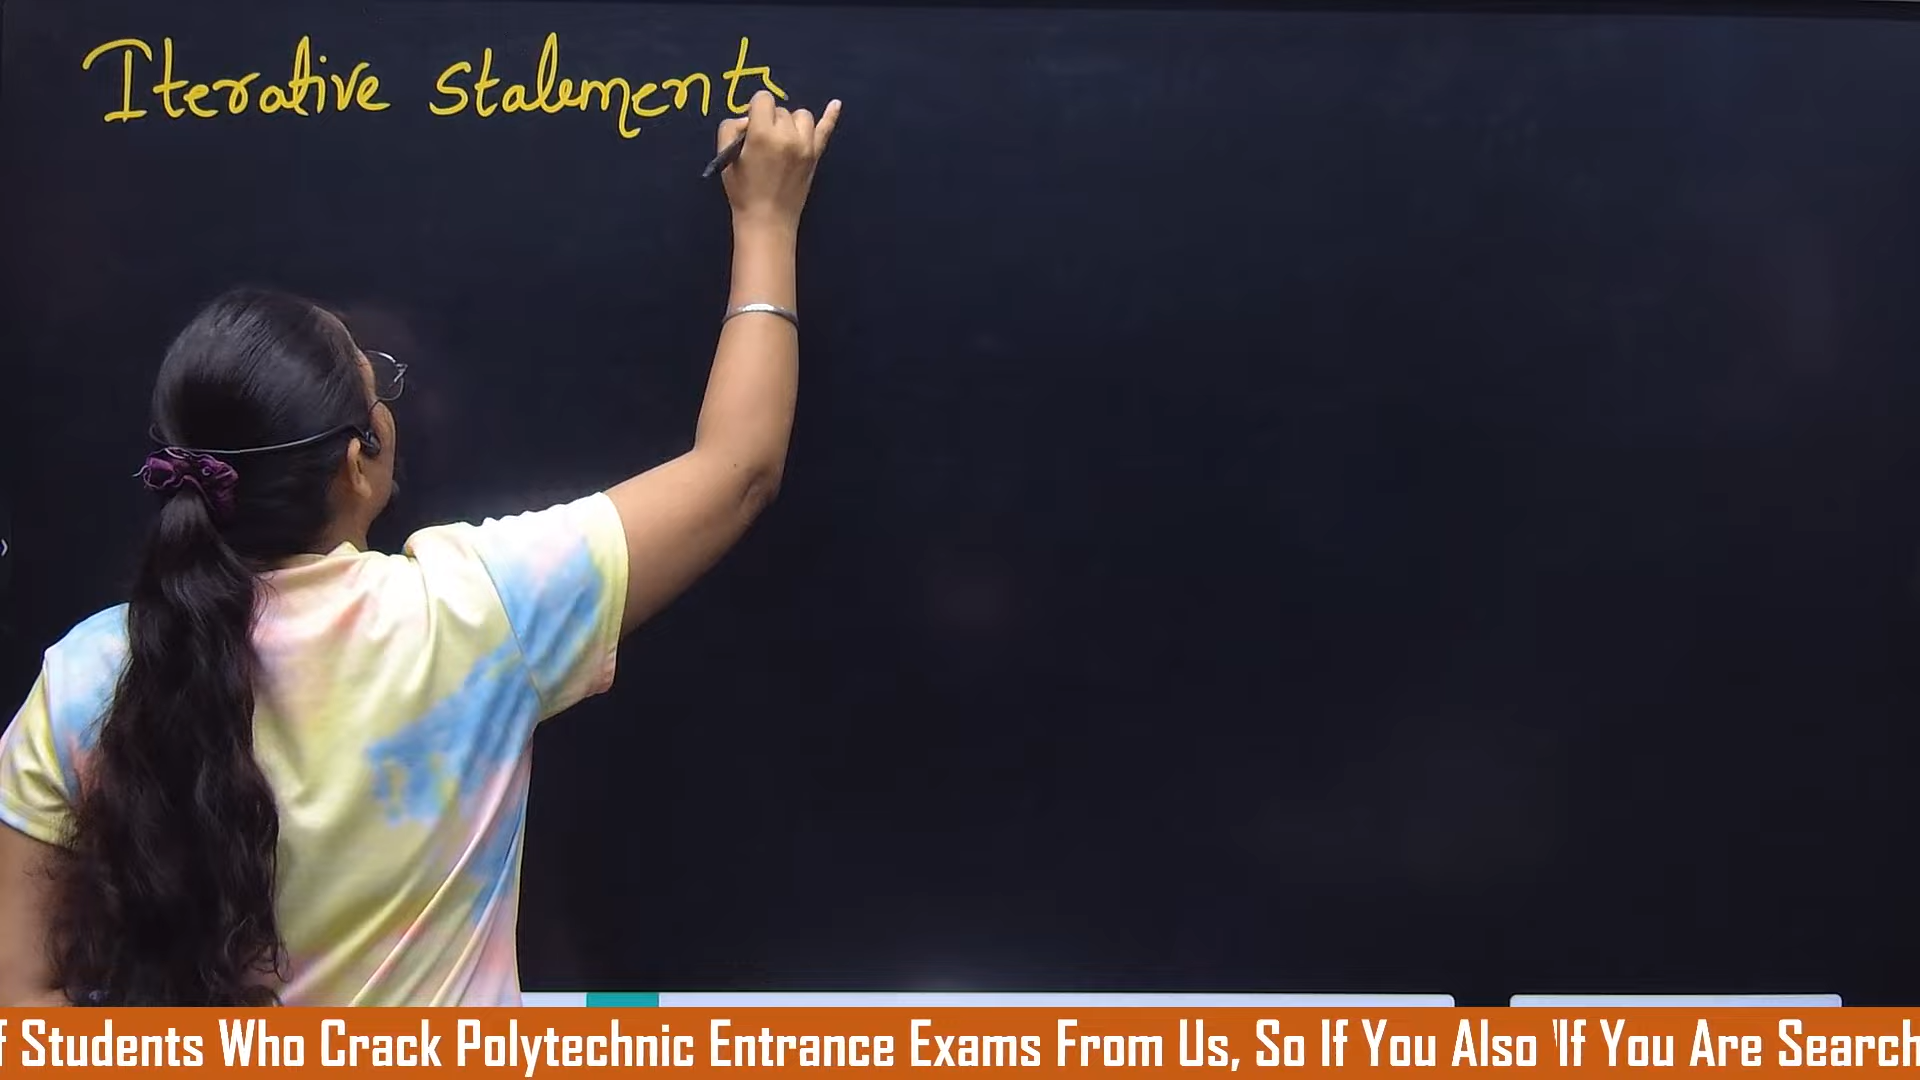 Iterative statements
f Students Who Crack Polytechnic Entrance Exams From Us, So If You Also If You Are Search